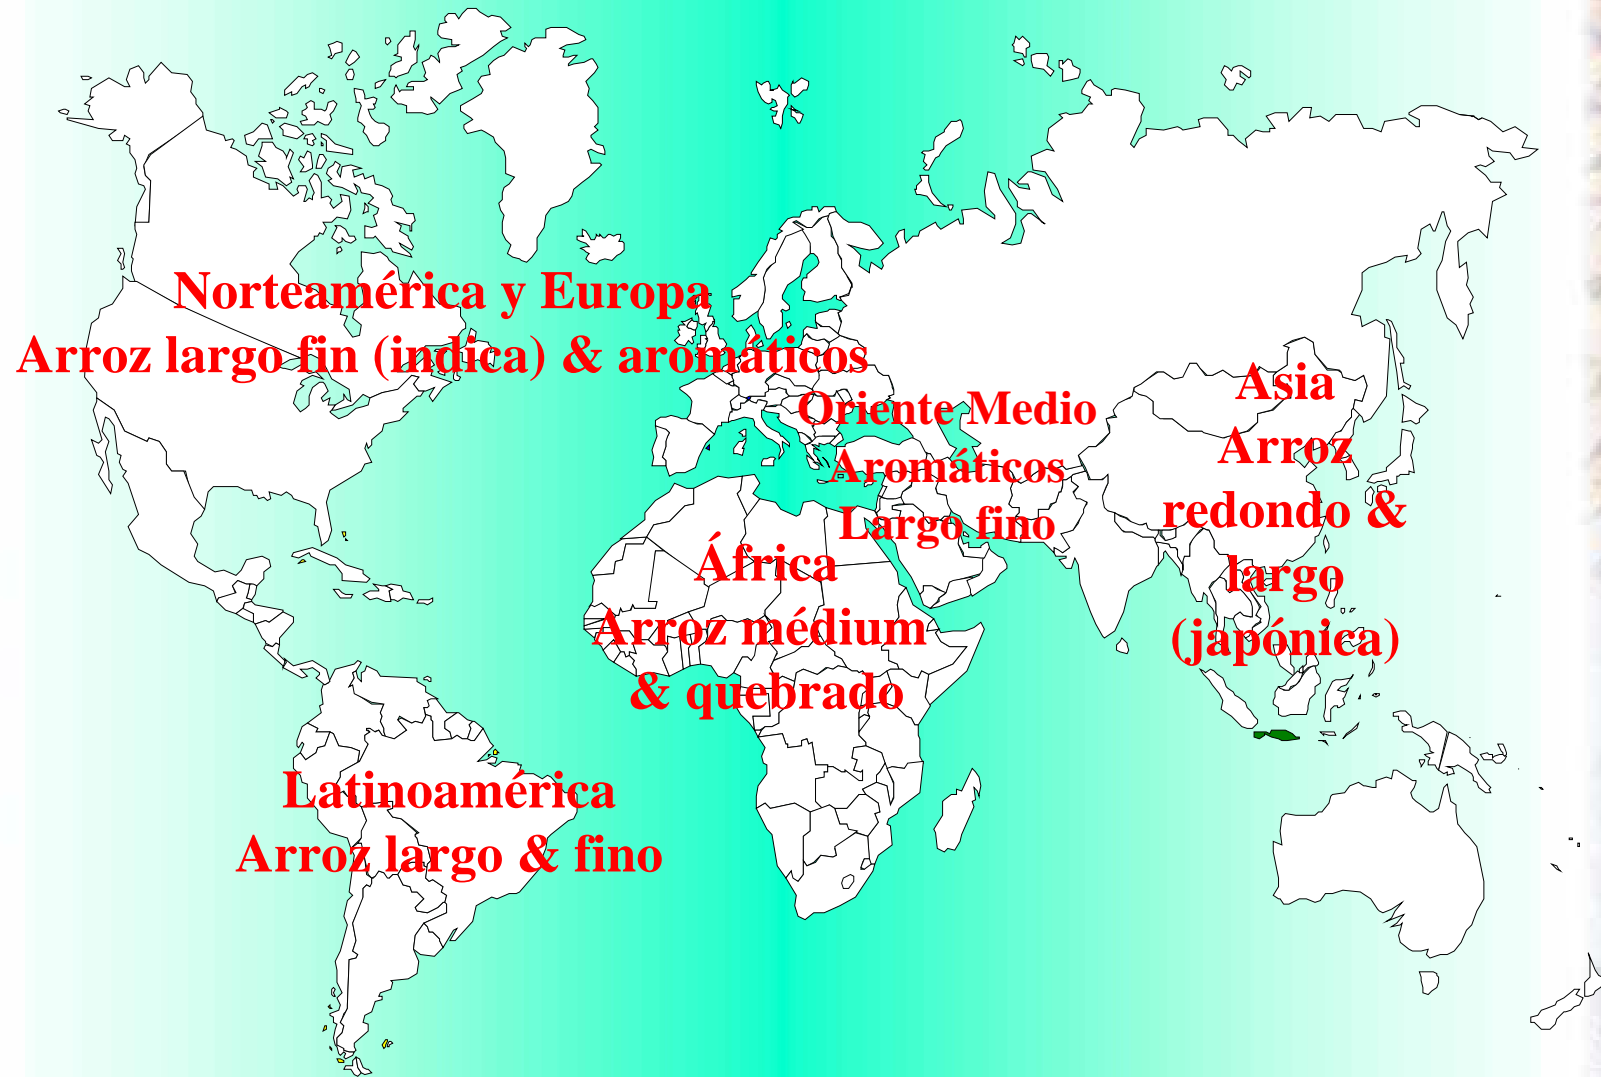 Norteamérica y Europa
Arroz largo fin (indica) & aromáticos
Oriente Medio
Aromáticos
Largo fino
Asia
Arroz
redondo &
largo
(japónica)
África
Arroz médium
& quebrado
Latinoamérica
Arroz largo & fino